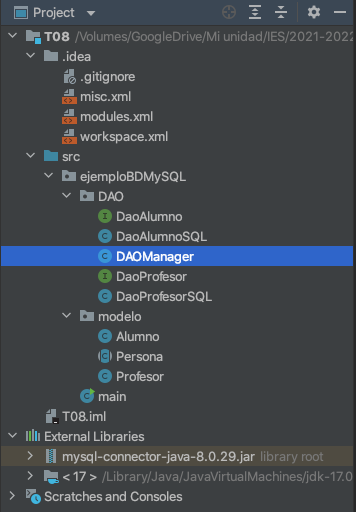 Project
T08 /Volumes/GoogleDrive/Mi unidad/IES/2021-2022
.idea
.gitignore
misc.xml
modules.xml
workspace.xml
src
ejemploBDMySQL
DAO
DaoAlumno
DaoAlumnoSQL
DAOManager
DaoProfesor
DaoProfesorSQL
modelo
Alumno
Persona
Profesor
main
T08.iml
External Libraries
mysql-connector-java-8.0.29.jar library root
< 17 > /Library/Java/JavaVirtualMachines/jdk-17.0
Scratches and Consoles